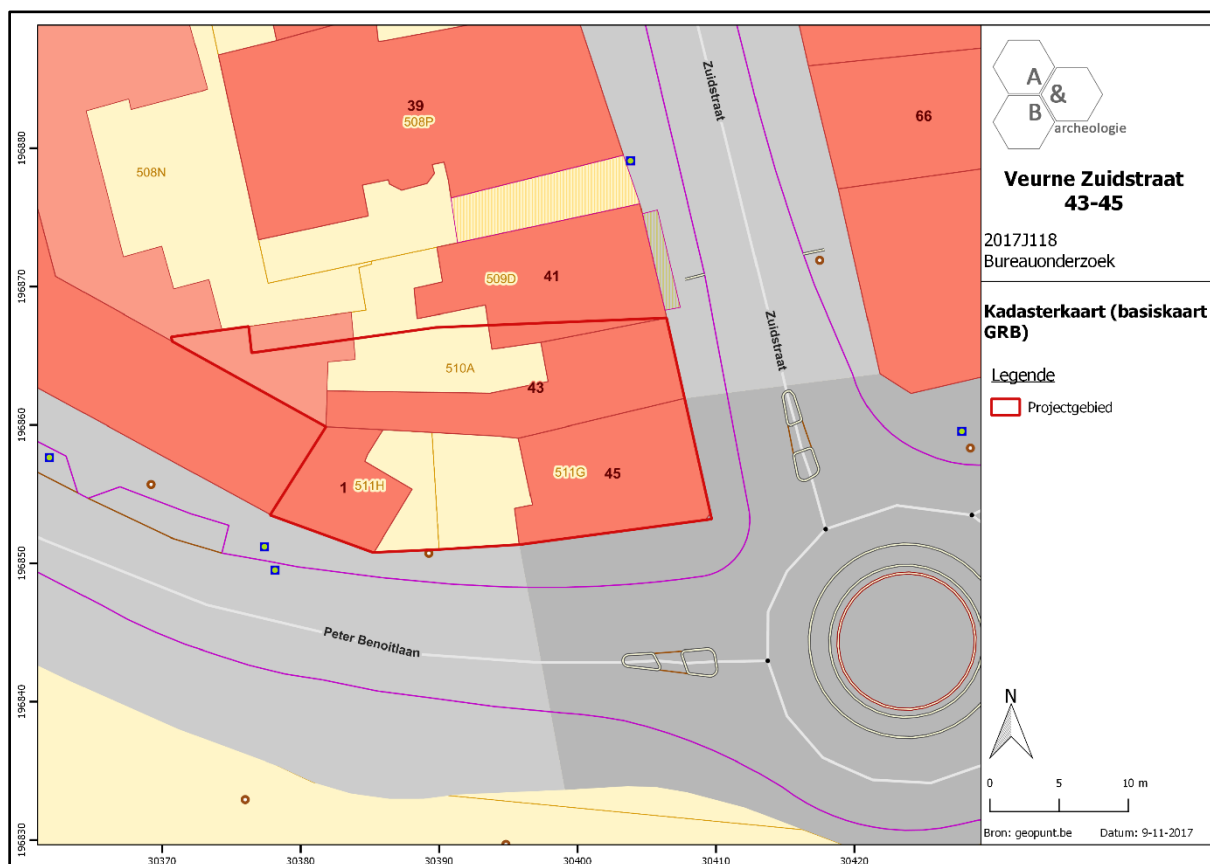 Zuidstraat
39
508P
66
508N
196880
509D
41
196870
Zuidstraat
510A
43
196860
511G
45
1
511H
196850
Peter Benoitlaan
196840
196830
30370
30380
30390
30400
30410
30420
A
&
B
archeologie
Veurne Zuidstraat
43-45
2017J118
Bureauonderzoek
Kadasterkaart (basiskaart
GRB)
Legende
Projectgebied
N
0 5 10 m
Bron: geopunt.be Datum: 9-11-2017